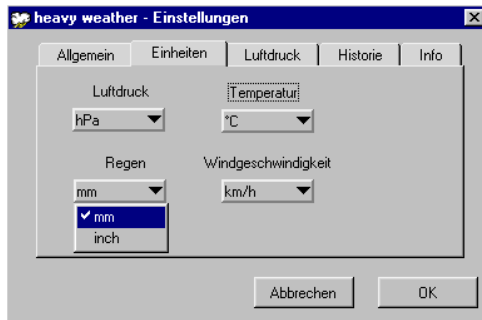 heavy weather - Einstellungen
Allgemein Einheiten Luftdruck Historie Info
Luftdruck Temperatur
hPa °C
Regen Windgeschwindigkeit
mm km/h
mm
inch
Abbrechen OK